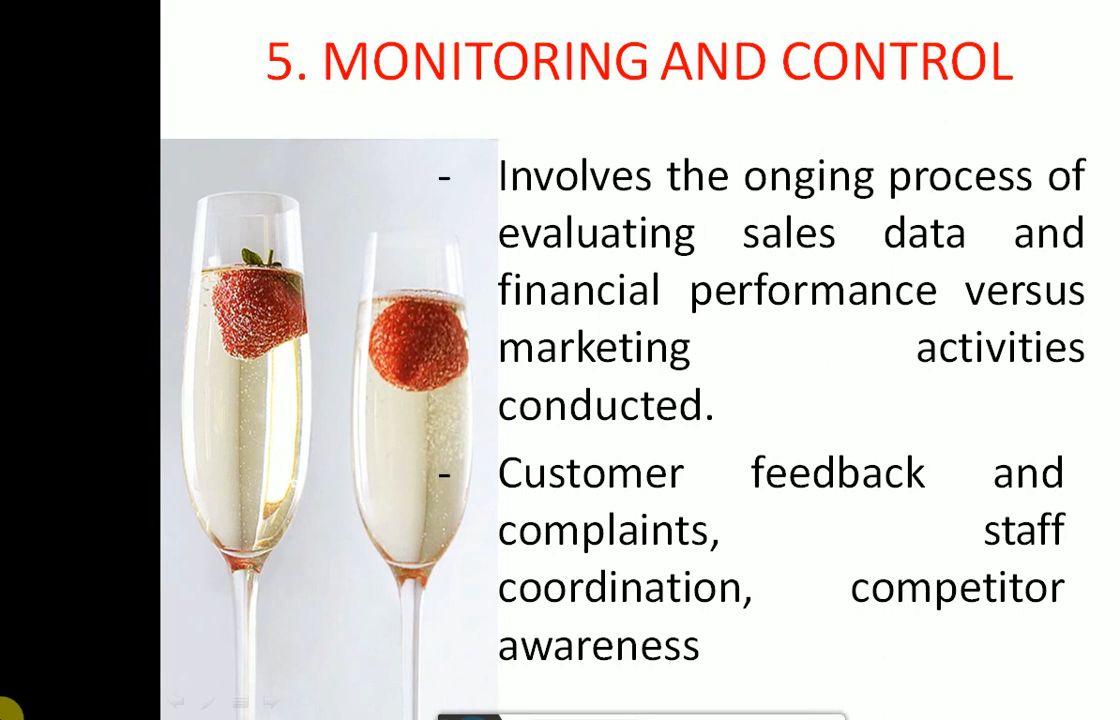 5. MONITORING AND CONTROL
- Involves the onging process of
evaluating sales data and
financial performance versus
marketing activities
conducted.
- Customer feedback and
complaints, staff
coordination, competitor
awareness